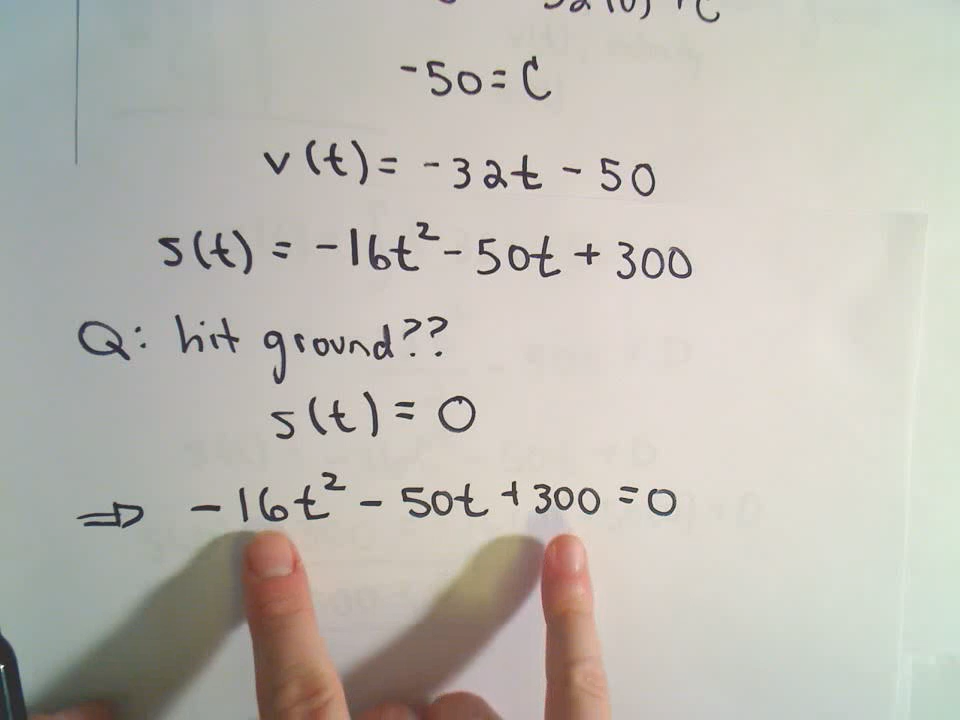 -50 = C
v(t) = -32t - 50
s(t) = -16t² - 50t + 300
Q: hit ground??
s(t) = 0
⇒ -16t² - 50t + 300 = 0